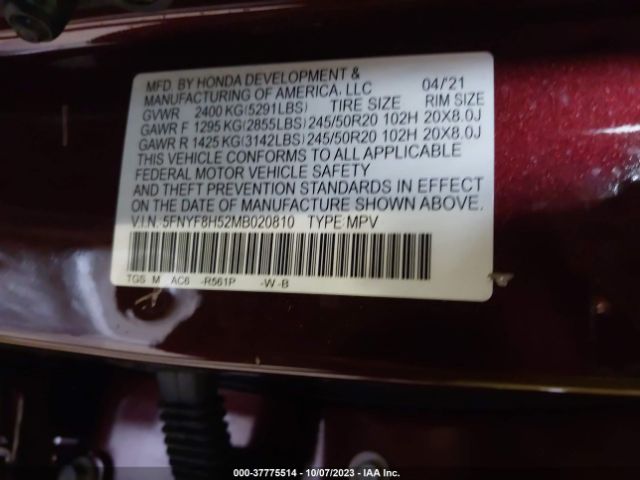 MFD. BY HONDA DEVELOPMENT &
MANUFACTURING OF AMERICA, LLC 04/'21
GVWR 2400 KG(5291LBS) TIRE SIZE RIM SIZE
GAWR F 1295 KG(2855LBS) 245/50R20 102H 20X8.0J
GAWR R 1425 KG(3142LBS) 245/50R20 102H 20X8.0J
THIS VEHICLE CONFORMS TO ALL APPLICABLE
FEDERAL MOTOR VEHICLE SAFETY
AND THEFT PREVENTION STANDARDS IN EFFECT
ON THE DATE OF MANUFACTURE SHOWN ABOVE.
V.I.N. 5FNYF8H52MB020810 TYPE MPV
TGS M AC6 -R561P -W-B
000-37775514 - 10/07/2023 - IAA Inc.